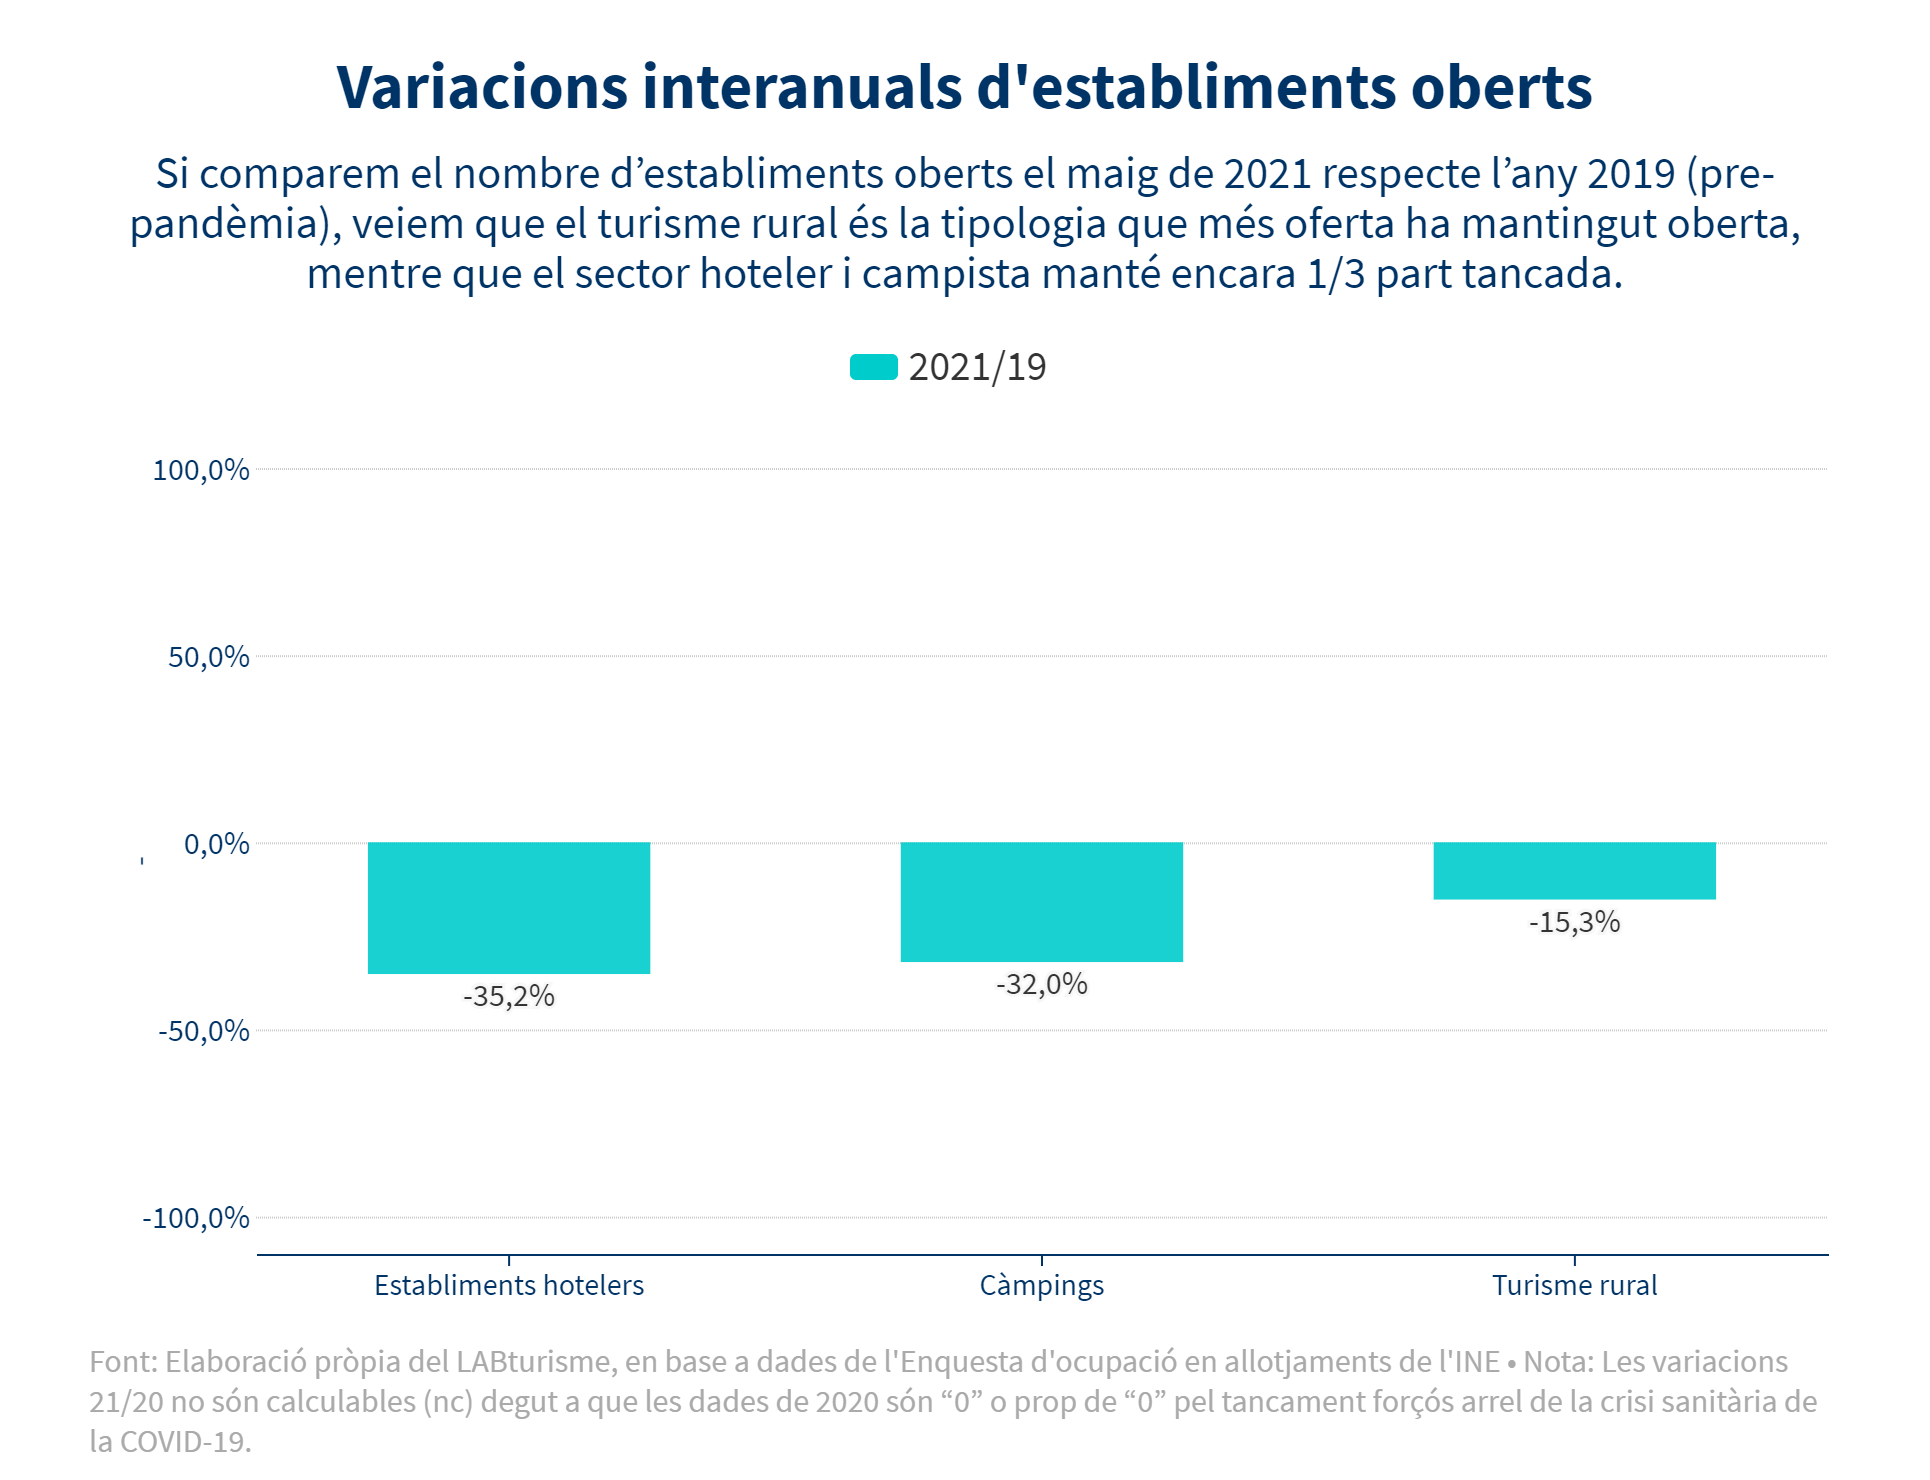 Variacions interanuals d'establiments oberts
Si comparem el nombre d’establiments oberts el maig de 2021 respecte l’any 2019 (pre-
pandèmia), veiem que el turisme rural és la tipologia que més oferta ha mantingut oberta,
mentre que el sector hoteler i campista manté encara 1/3 part tancada.
2021/19
100,0%
50,0%
0,0%
-
-50,0%
-100,0%
-35,2%
-32,0%
-15,3%
Establiments hotelers
Càmpings
Turisme rural
Font: Elaboració pròpia del LABturisme, en base a dades de l'Enquesta d'ocupació en allotjaments de l'INE • Nota: Les variacions
21/20 no són calculables (nc) degut a que les dades de 2020 són “0” o prop de “0” pel tancament forçós arrel de la crisi sanitària de
la COVID-19.